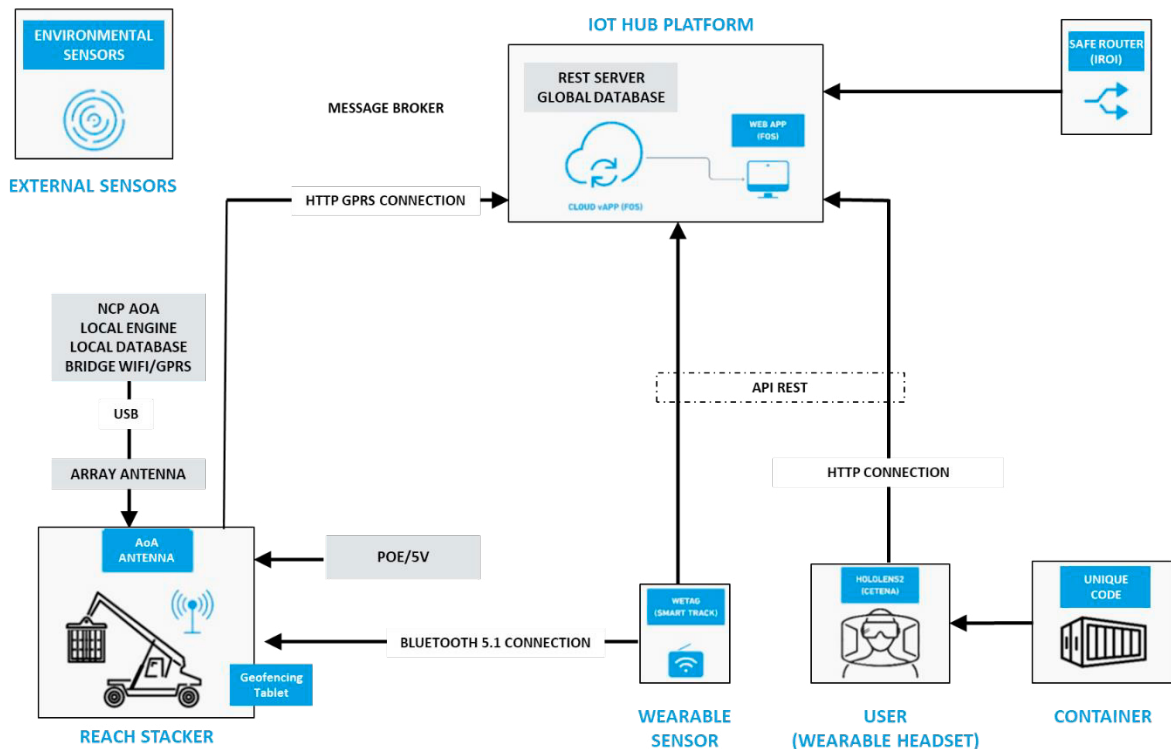 IOT HUB PLATFORM
ENVIRONMENTAL
SENSORS
EXTERNAL SENSORS
MESSAGE BROKER
REST SERVER
GLOBAL DATABASE
WEB APP
(FOS)
CLOUD vAPP (FOS)
SAFE ROUTER
(IROI)
HTTP GPRS CONNECTION
NCP AOA
LOCAL ENGINE
LOCAL DATABASE
BRIDGE WIFI/GPRS
USB
ARRAY ANTENNA
API REST
HTTP CONNECTION
AoA
ANTENNA
POE/5V
BLUETOOTH 5.1 CONNECTION
Geofencing
Tablet
REACH STACKER
WETAG
(SMART TRACK)
WEARABLE
SENSOR
HOLOLENS2
(CETENA)
USER
(WEARABLE HEADSET)
UNIQUE
CODE
CONTAINER